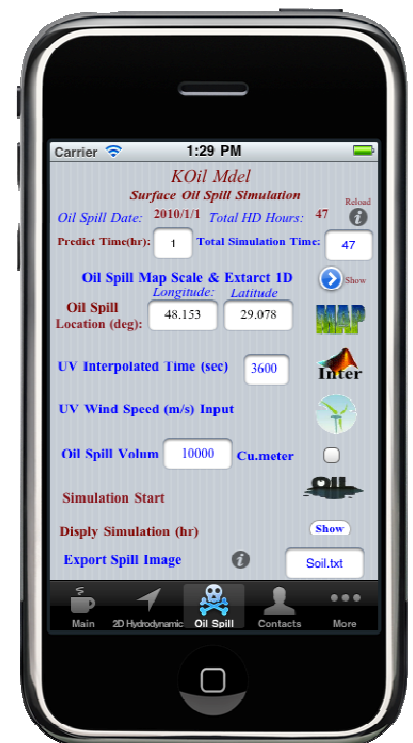 Carrier 1:29 PM
KOil Mdel
Surface Oil Spill Simulation
Reload
Oil Spill Date: 2010/1/1 Total HD Hours: 47
Predict Time(hr): 1 Total Simulation Time: 47
Oil Spill Map Scale & Extarct 1D Show
Longitude: Latitude
Oil Spill Location (deg): 48.153 29.078 MAP
UV Interpolated Time (sec) 3600 Inter
UV Wind Speed (m/s) Input
Oil Spill Volum 10000 Cu.meter
OIL
Simulation Start
Disply Simulation (hr) Show
Export Spill Image Soil.txt
Main 2D Hydrodynamic Oil Spill Contacts More